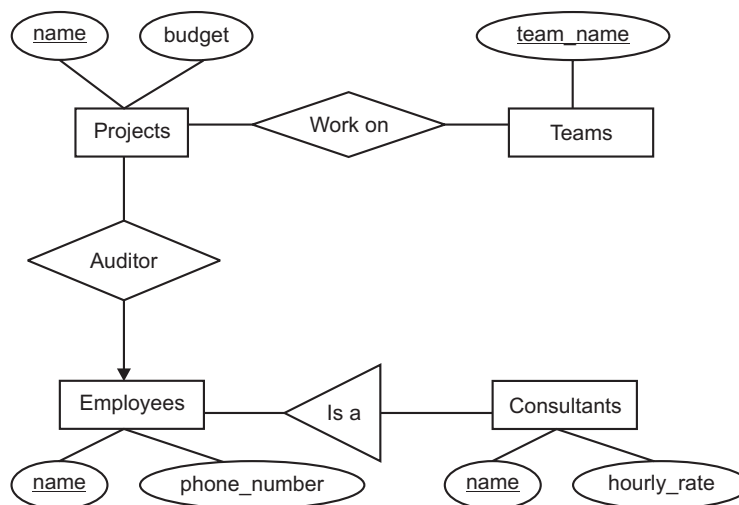 name
budget
team_name
Projects
Work on
Teams
Auditor
Employees
Is a
Consultants
name
phone_number
name
hourly_rate